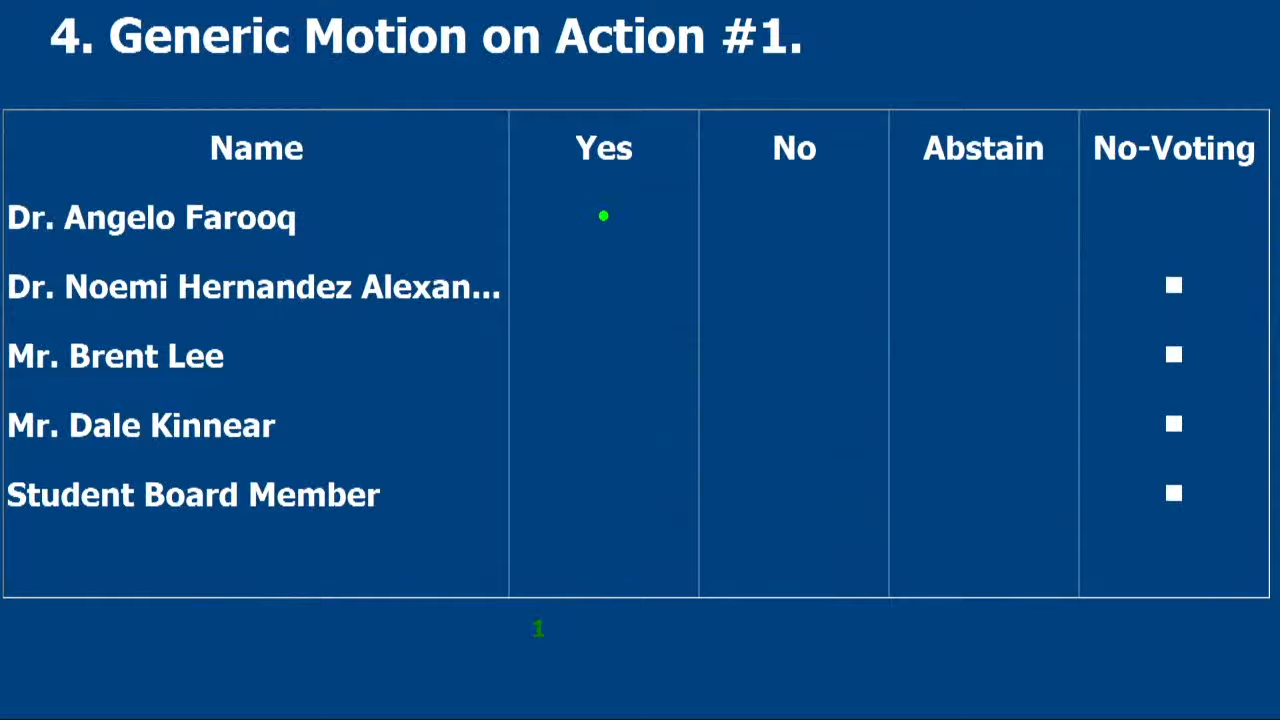 4. Generic Motion on Action #1.
Name Yes No Abstain No-Voting
Dr. Angelo Farooq
Dr. Noemi Hernandez Alexan...
Mr. Brent Lee
Mr. Dale Kinnear
Student Board Member
1